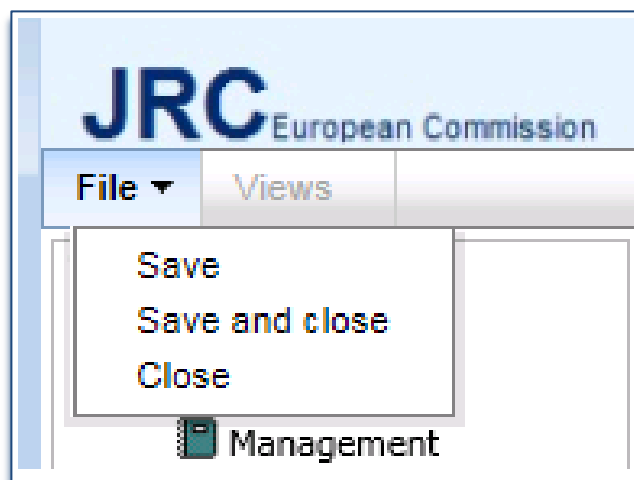 JRC European Commission
File Views
Save
Save and close
Close
Management